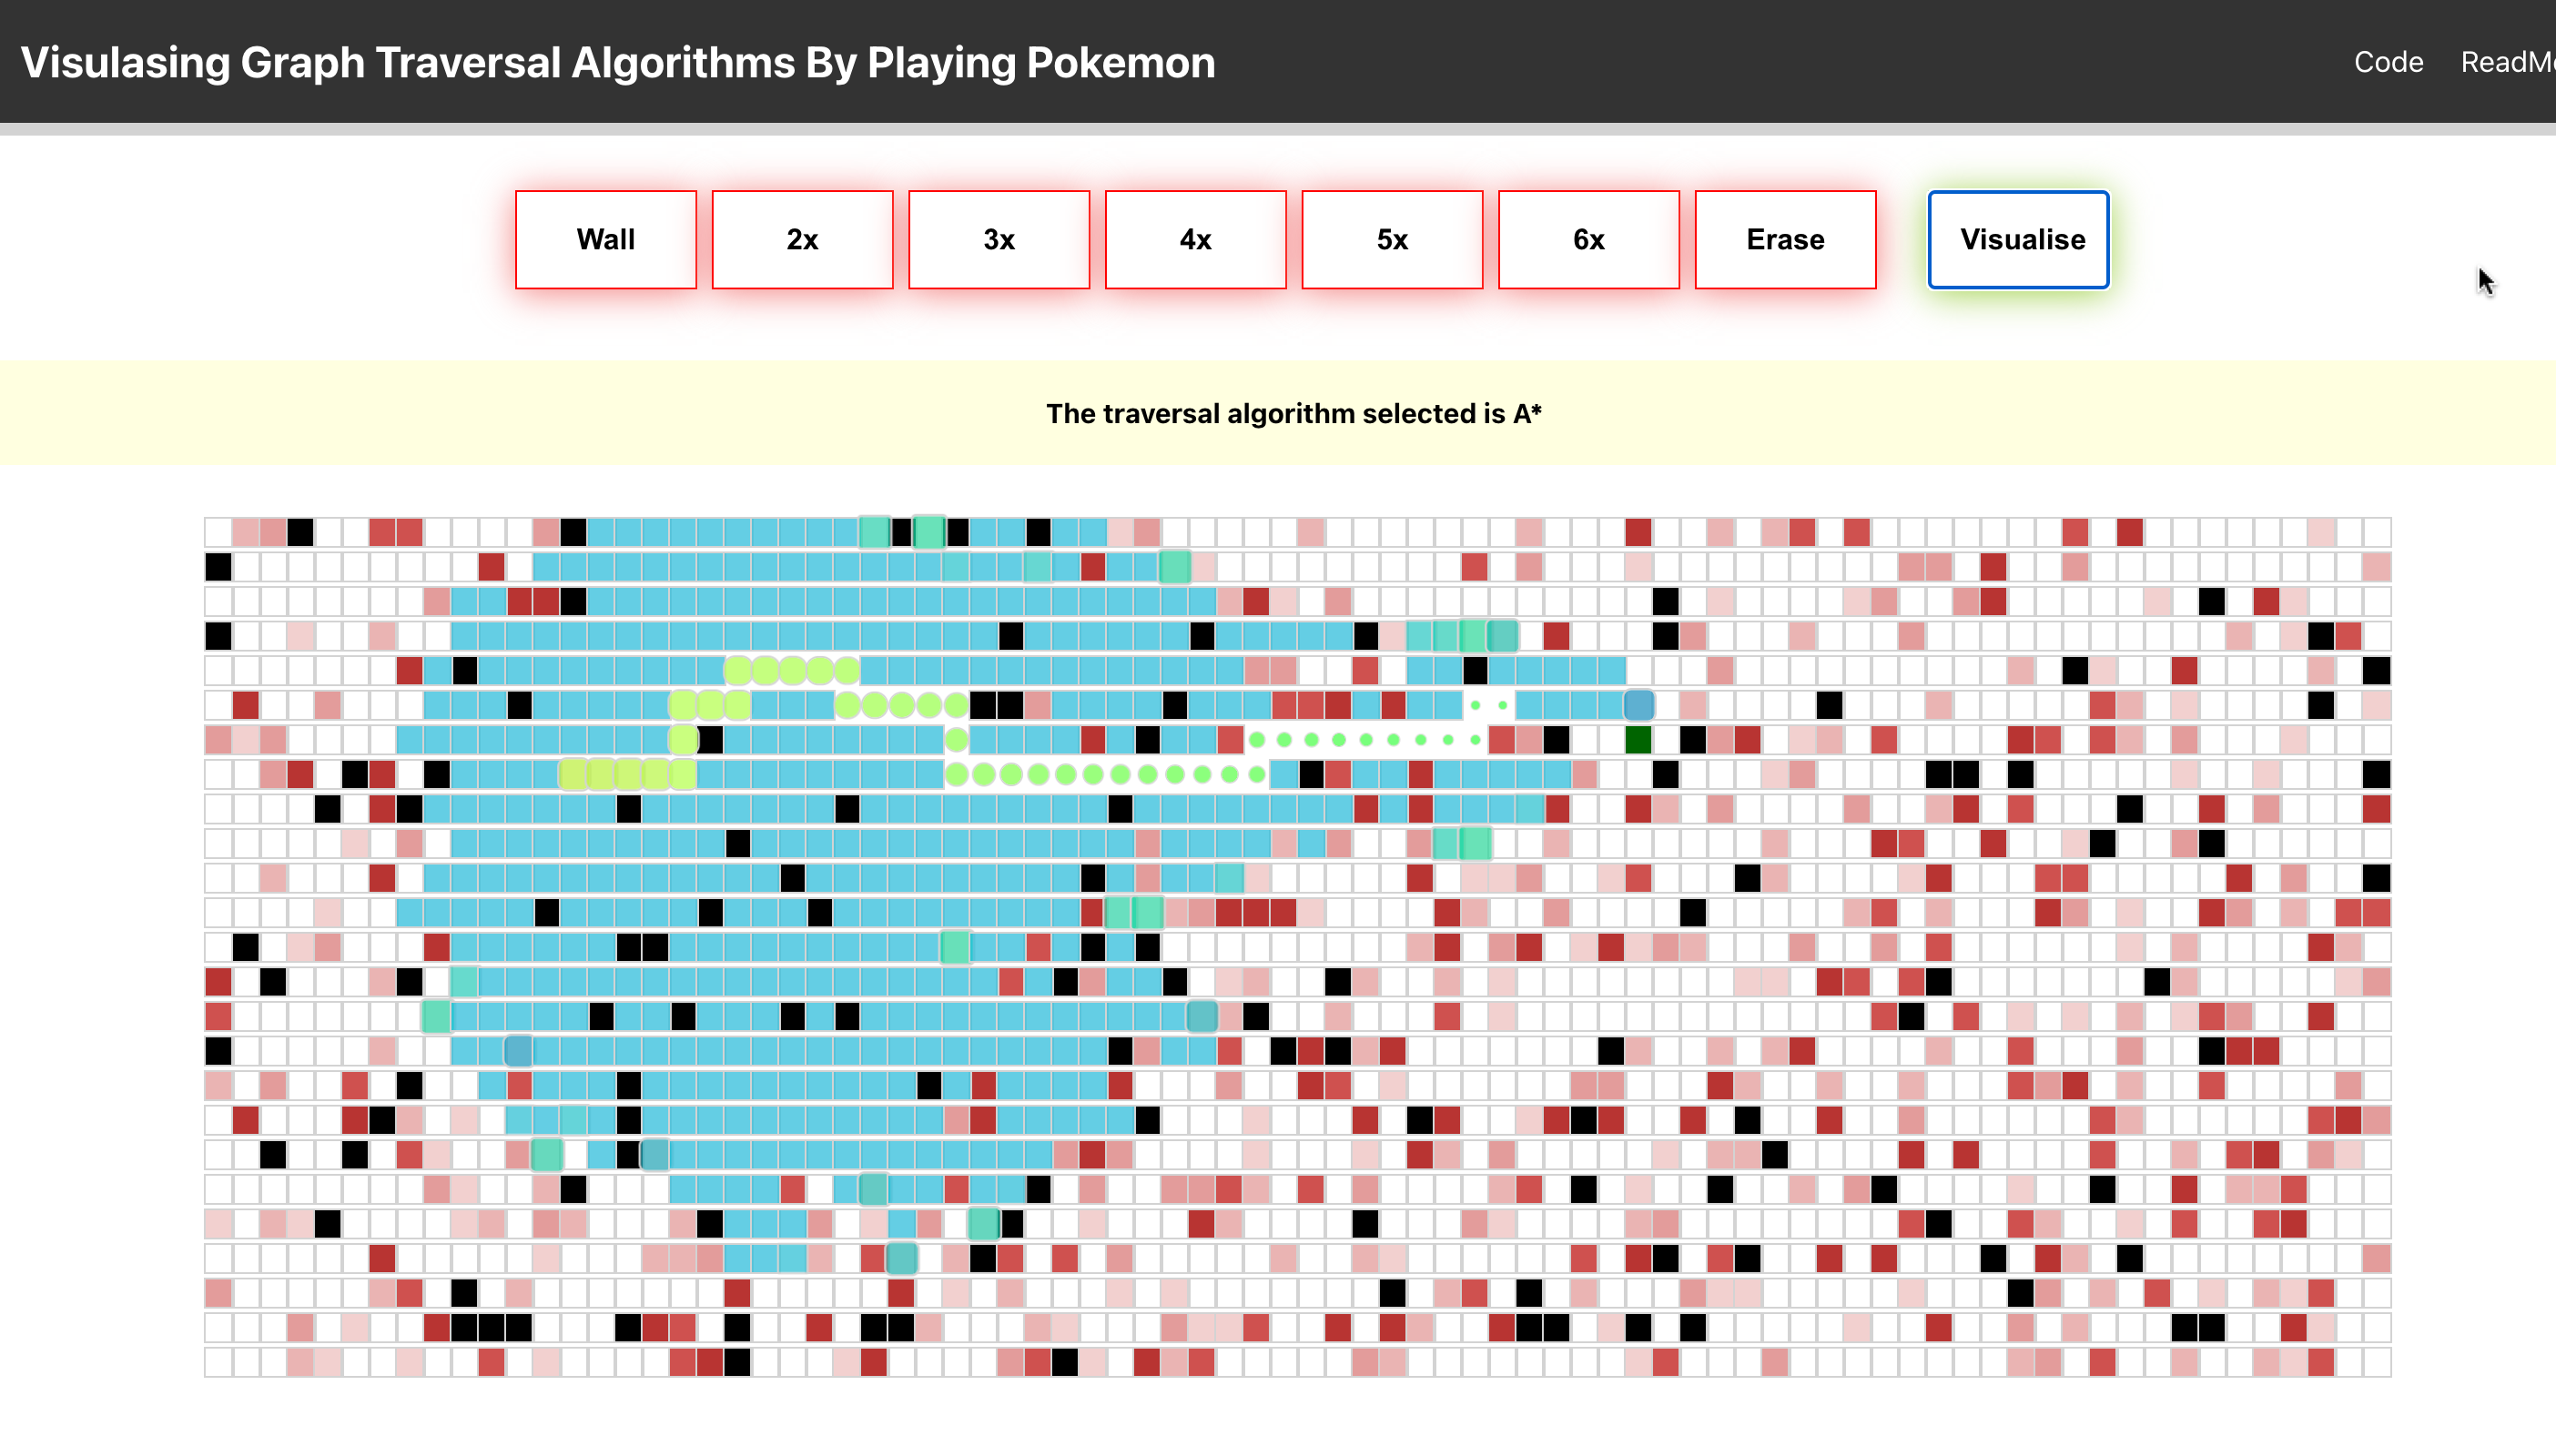 Visulasing Graph Traversal Algorithms By Playing Pokemon
Code ReadM
Wall 2x 3x 4x 5x 6x Erase Visualise
The traversal algorithm selected is A*